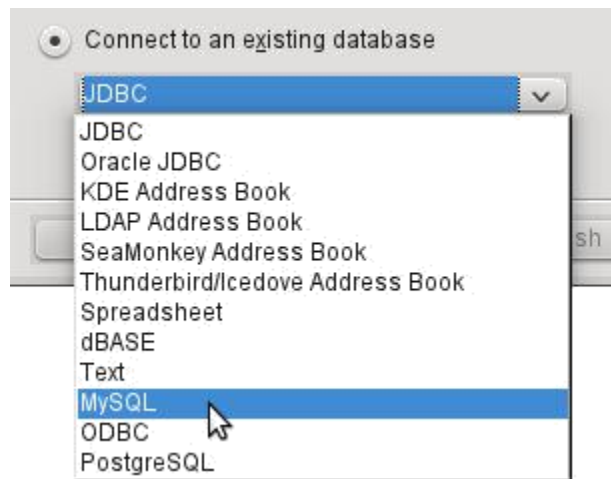 Connect to an existing database
JDBC
JDBC
Oracle JDBC
KDE Address Book
LDAP Address Book
SeaMonkey Address Book
sh
Thunderbird/Icedove Address Book
Spreadsheet
dBASE
Text
MySQL
ODBC
PostgreSQL